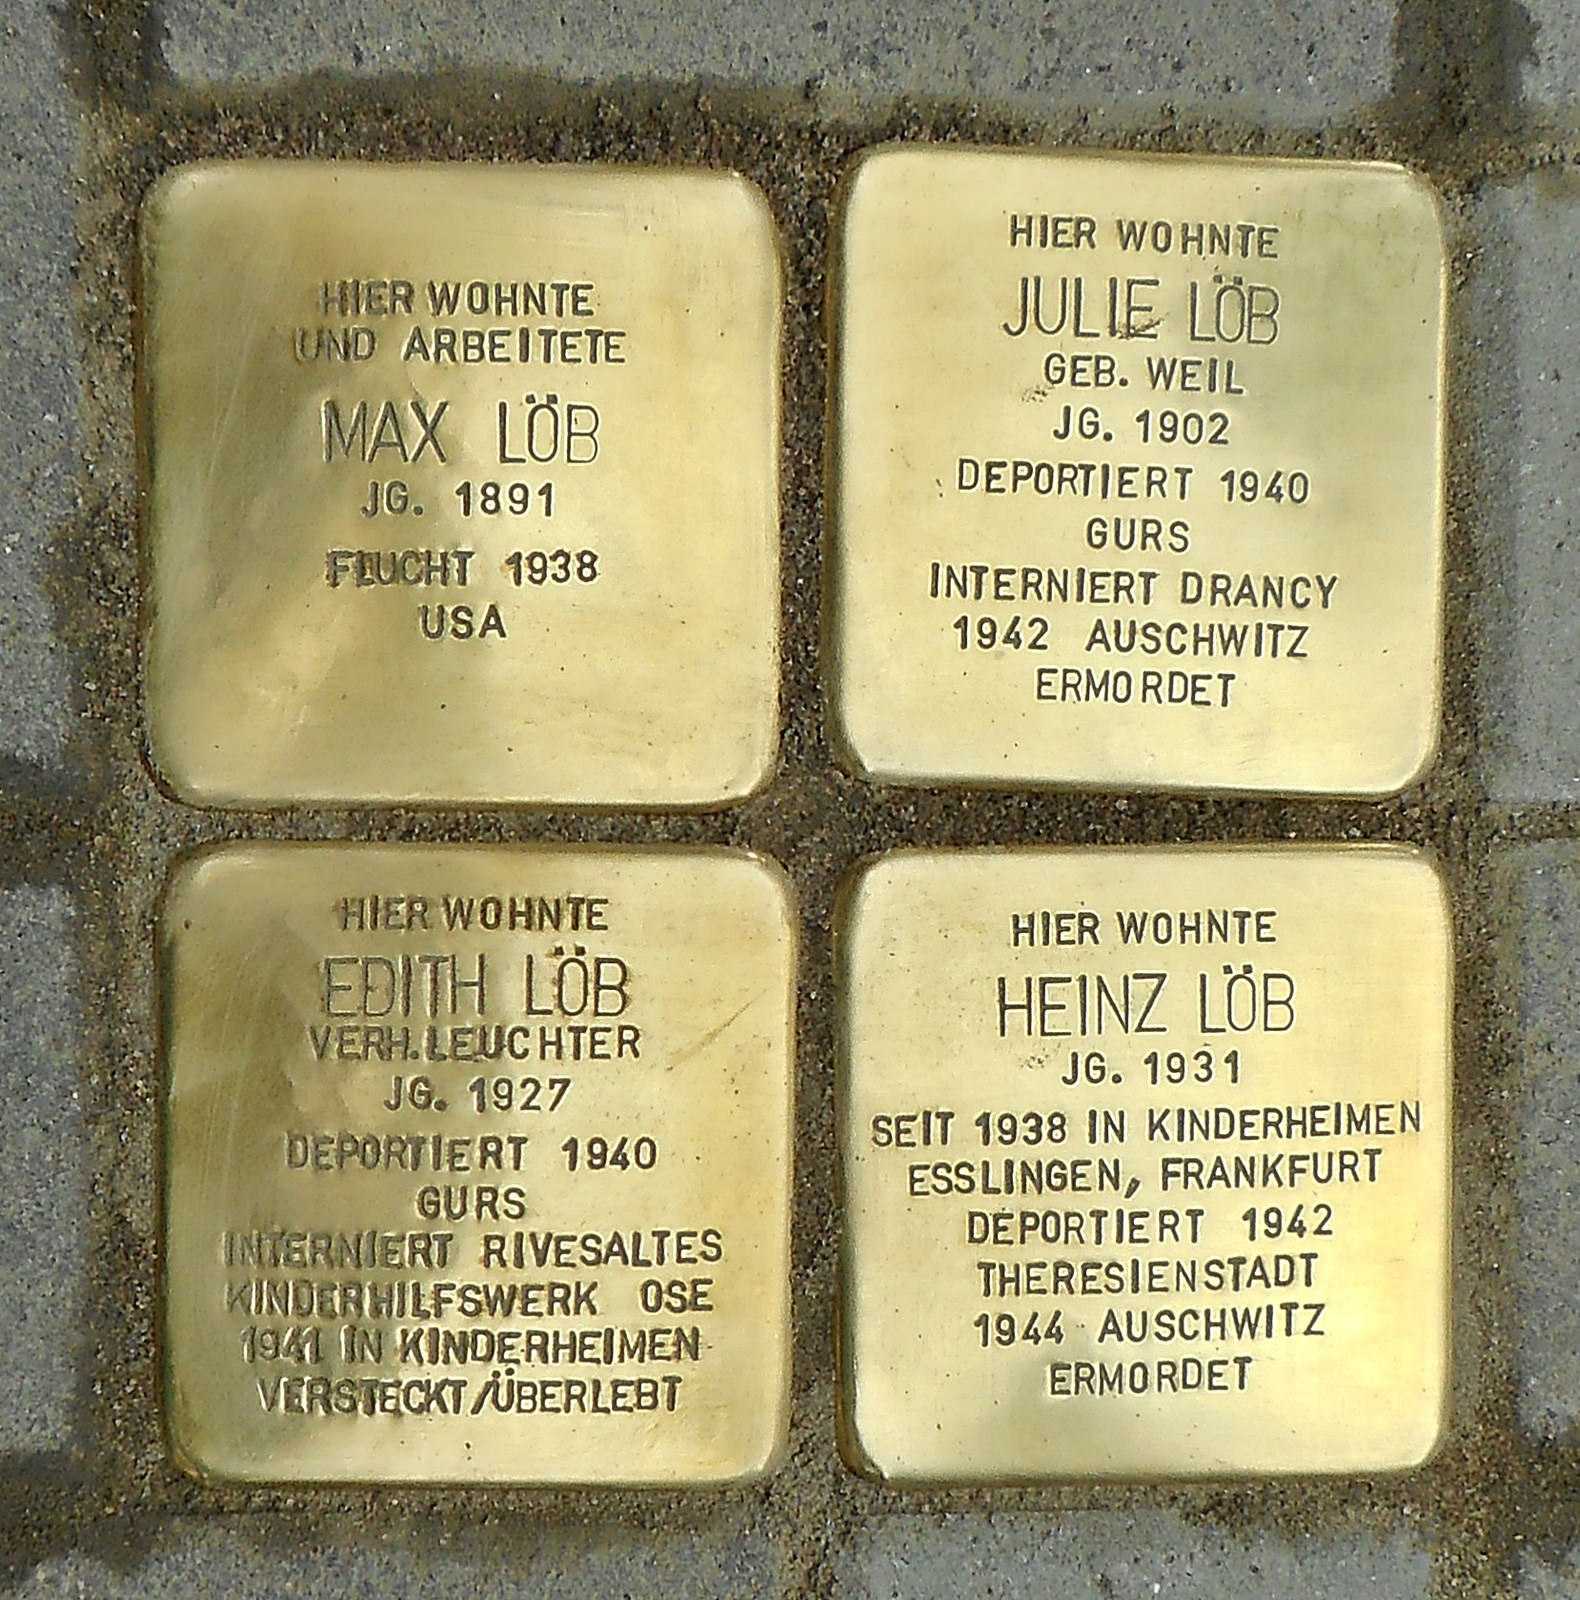 HIER WOHNTE
UND ARBEITETE
MAX LÖB
JG. 1891
FLUCHT 1938
USA
HIER WOHNTE
JULIE LÖB
GEB. WEIL
JG. 1902
DEPORTIERT 1940
GURS
INTERNIERT DRANCY
1942 AUSCHWITZ
ERMORDET
HIER WOHNTE
EDITH LÖB
VERH. LEUCHTER
JG. 1927
DEPORTIERT 1940
GURS
INTERNIERT RIVESALTES
KINDERHILFSWERK OSE
1941 IN KINDERHEIMEN
VERSTECKT/ÜBERLEBT
HIER WOHNTE
HEINZ LÖB
JG. 1931
SEIT 1938 IN KINDERHEIMEN
ESSLINGEN, FRANKFURT
DEPORTIERT 1942
THERESIENSTADT
1944 AUSCHWITZ
ERMORDET